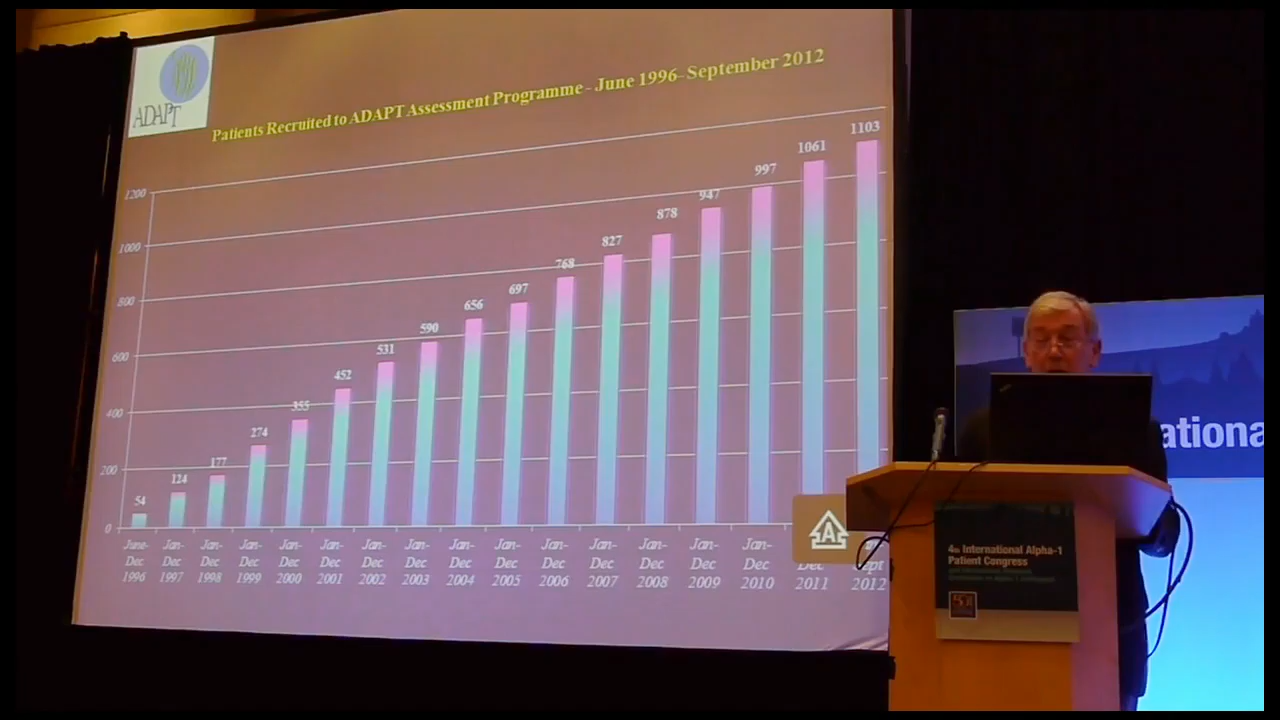 ADAPT
Patients Recruited to ADAPT Assessment Programme - June 1996- September 2012
1200
1000
800
600
400
200
0
54
124
177
274
355
452
531
590
656
697
768
827
878
947
997
1061
1103
June-Dec 1996
Jan-Dec 1997
Jan-Dec 1998
Jan-Dec 1999
Jan-Dec 2000
Jan-Dec 2001
Jan-Dec 2002
Jan-Dec 2003
Jan-Dec 2004
Jan-Dec 2005
Jan-Dec 2006
Jan-Dec 2007
Jan-Dec 2008
Jan-Dec 2009
Jan-Dec 2010
Dec 2011
2012
A
ationa
4th International Alpha-1
Patient Congress